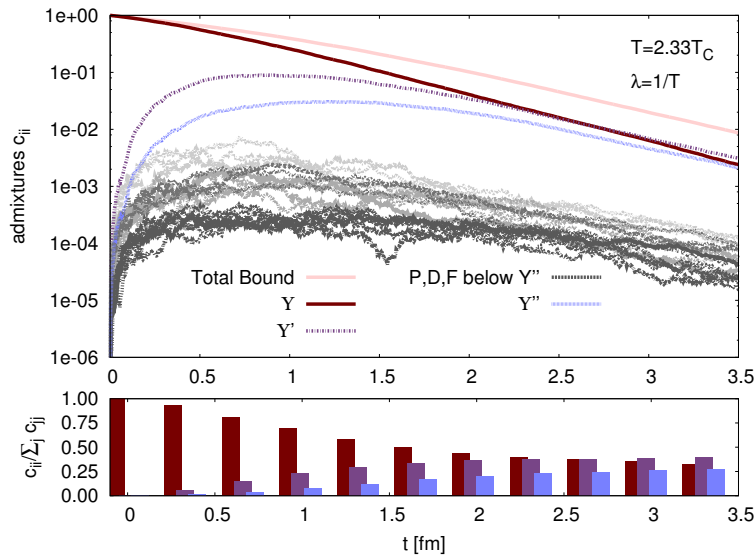 1e+00
1e-01
1e-02
1e-03
1e-04
1e-05
1e-06
admixtures c_ii
T=2.33T_C
λ=1/T
Total Bound
Υ
Υ'
P,D,F below Υ''
Υ''
0 0.5 1 1.5 2 2.5 3 3.5
1.00
0.75
0.50
0.25
0.00
c_ii/Σ_j c_jj
0 0.5 1 1.5 2 2.5 3 3.5
t [fm]